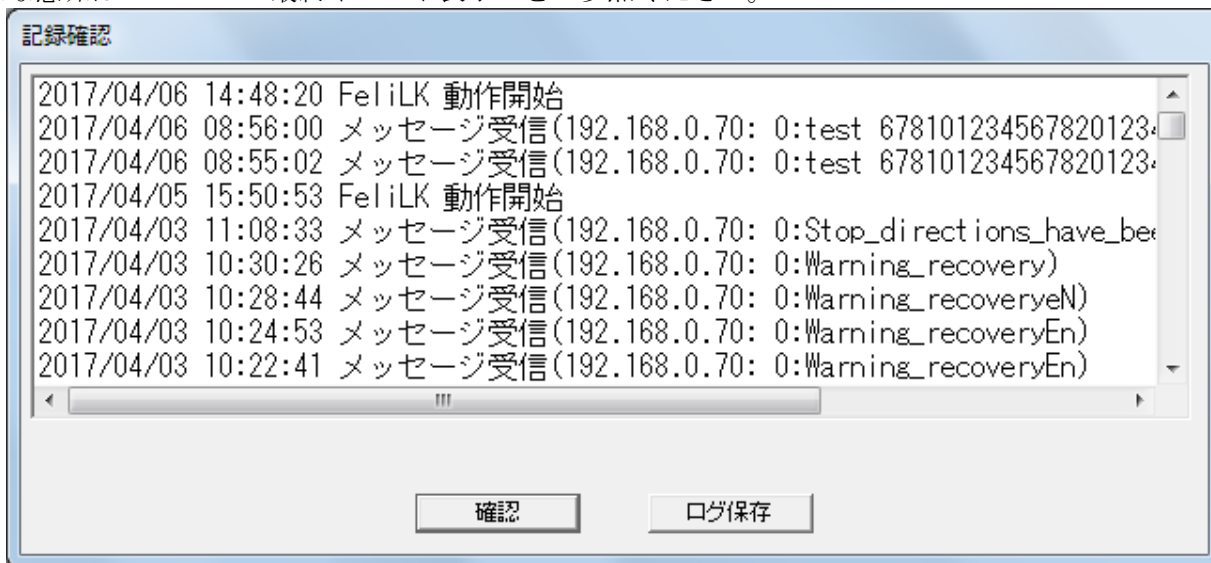 記録確認
2017/04/06 14:48:20 FeliLK 動作開始
2017/04/06 08:56:00 メッセージ受信(192.168.0.70: 0:test 67810123456782 0123
2017/04/06 08:55:02 メッセージ受信(192.168.0.70: 0:test 678101234567820123
2017/04/05 15:50:53 FeliLK 動作開始
2017/04/03 11:08:33 メッセージ受信(192.168.0.70: 0:Stop_directions_have_bee
2017/04/03 10:30:26 メッセージ受信(192.168.0.70: 0:Warning_recovery)
2017/04/03 10:28:44 メッセージ受信(192.168.0.70: 0:Warning_recoveryeN)
2017/04/03 10:24:53 メッセージ受信(192.168.0.70: 0:Warning_recoveryEn)
2017/04/03 10:22:41 メッセージ受信(192.168.0.70: 0:Warning_recoveryEn)
確認 ログ保存